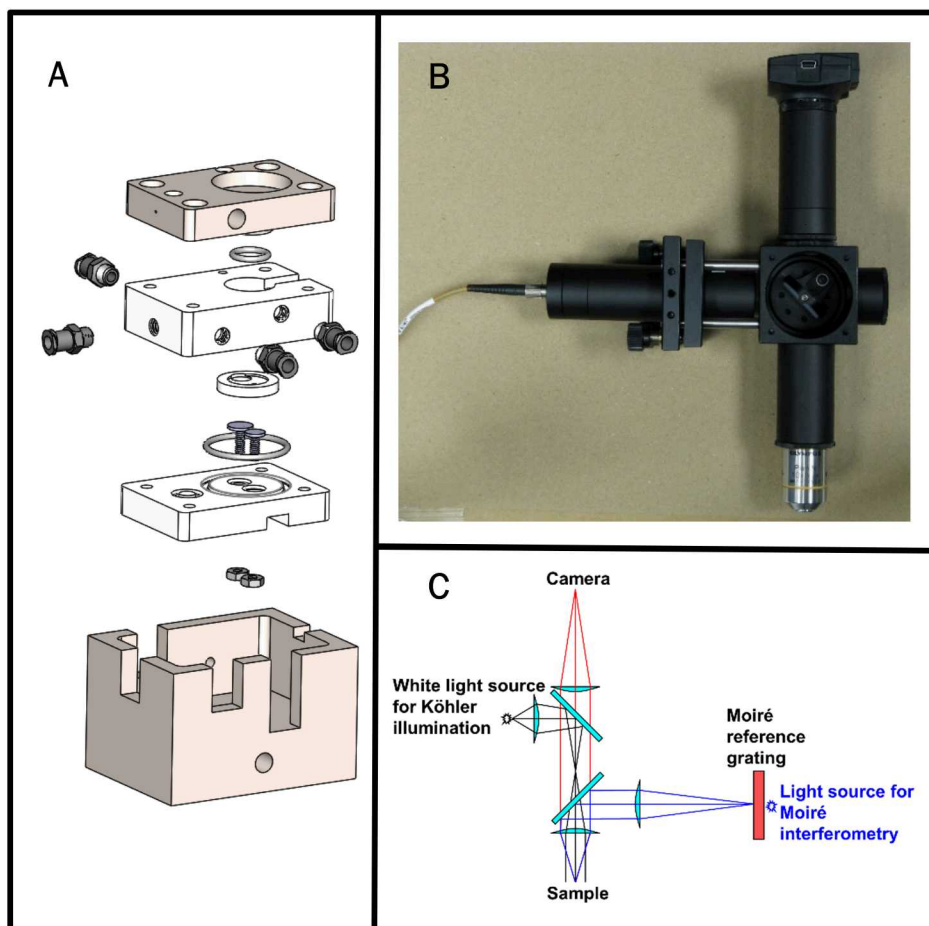 A
B
C
Camera
White light source
for Köhler
illumination
Moiré
reference
grating
Light source for
Moiré
interferometry
Sample